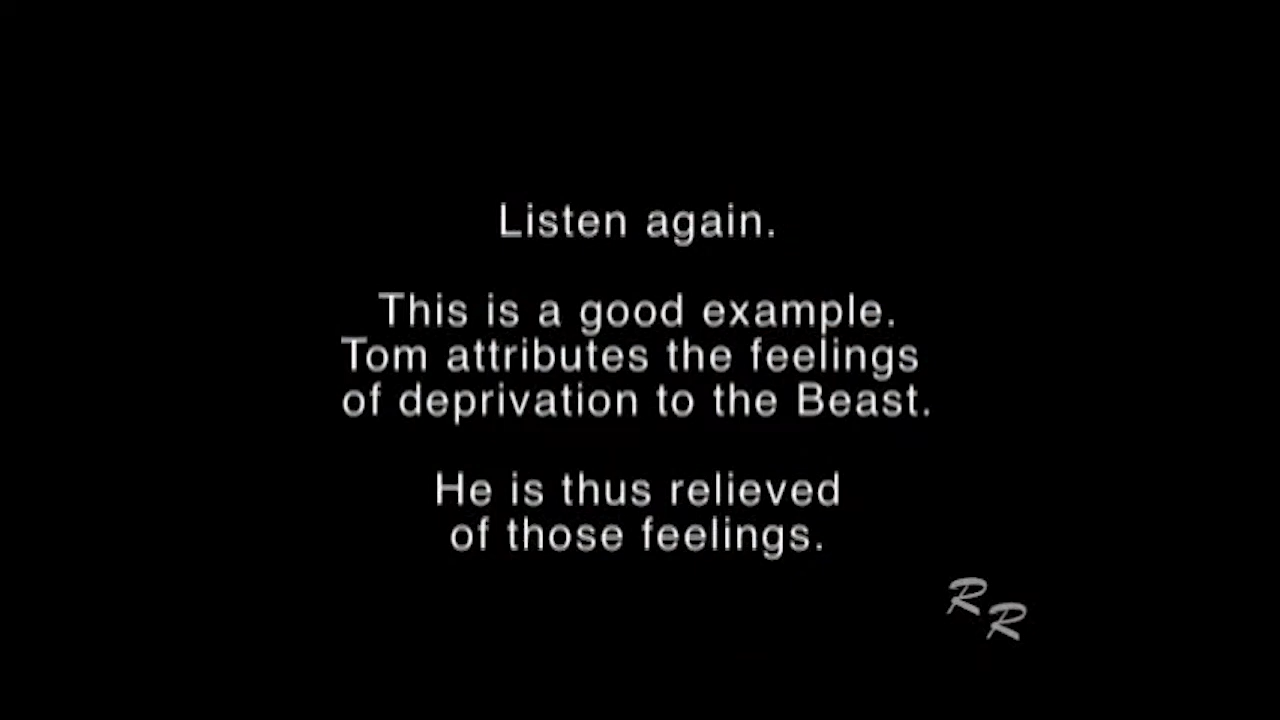 Listen again.
This is a good example.
Tom attributes the feelings
of deprivation to the Beast.
He is thus relieved
of those feelings.
RR